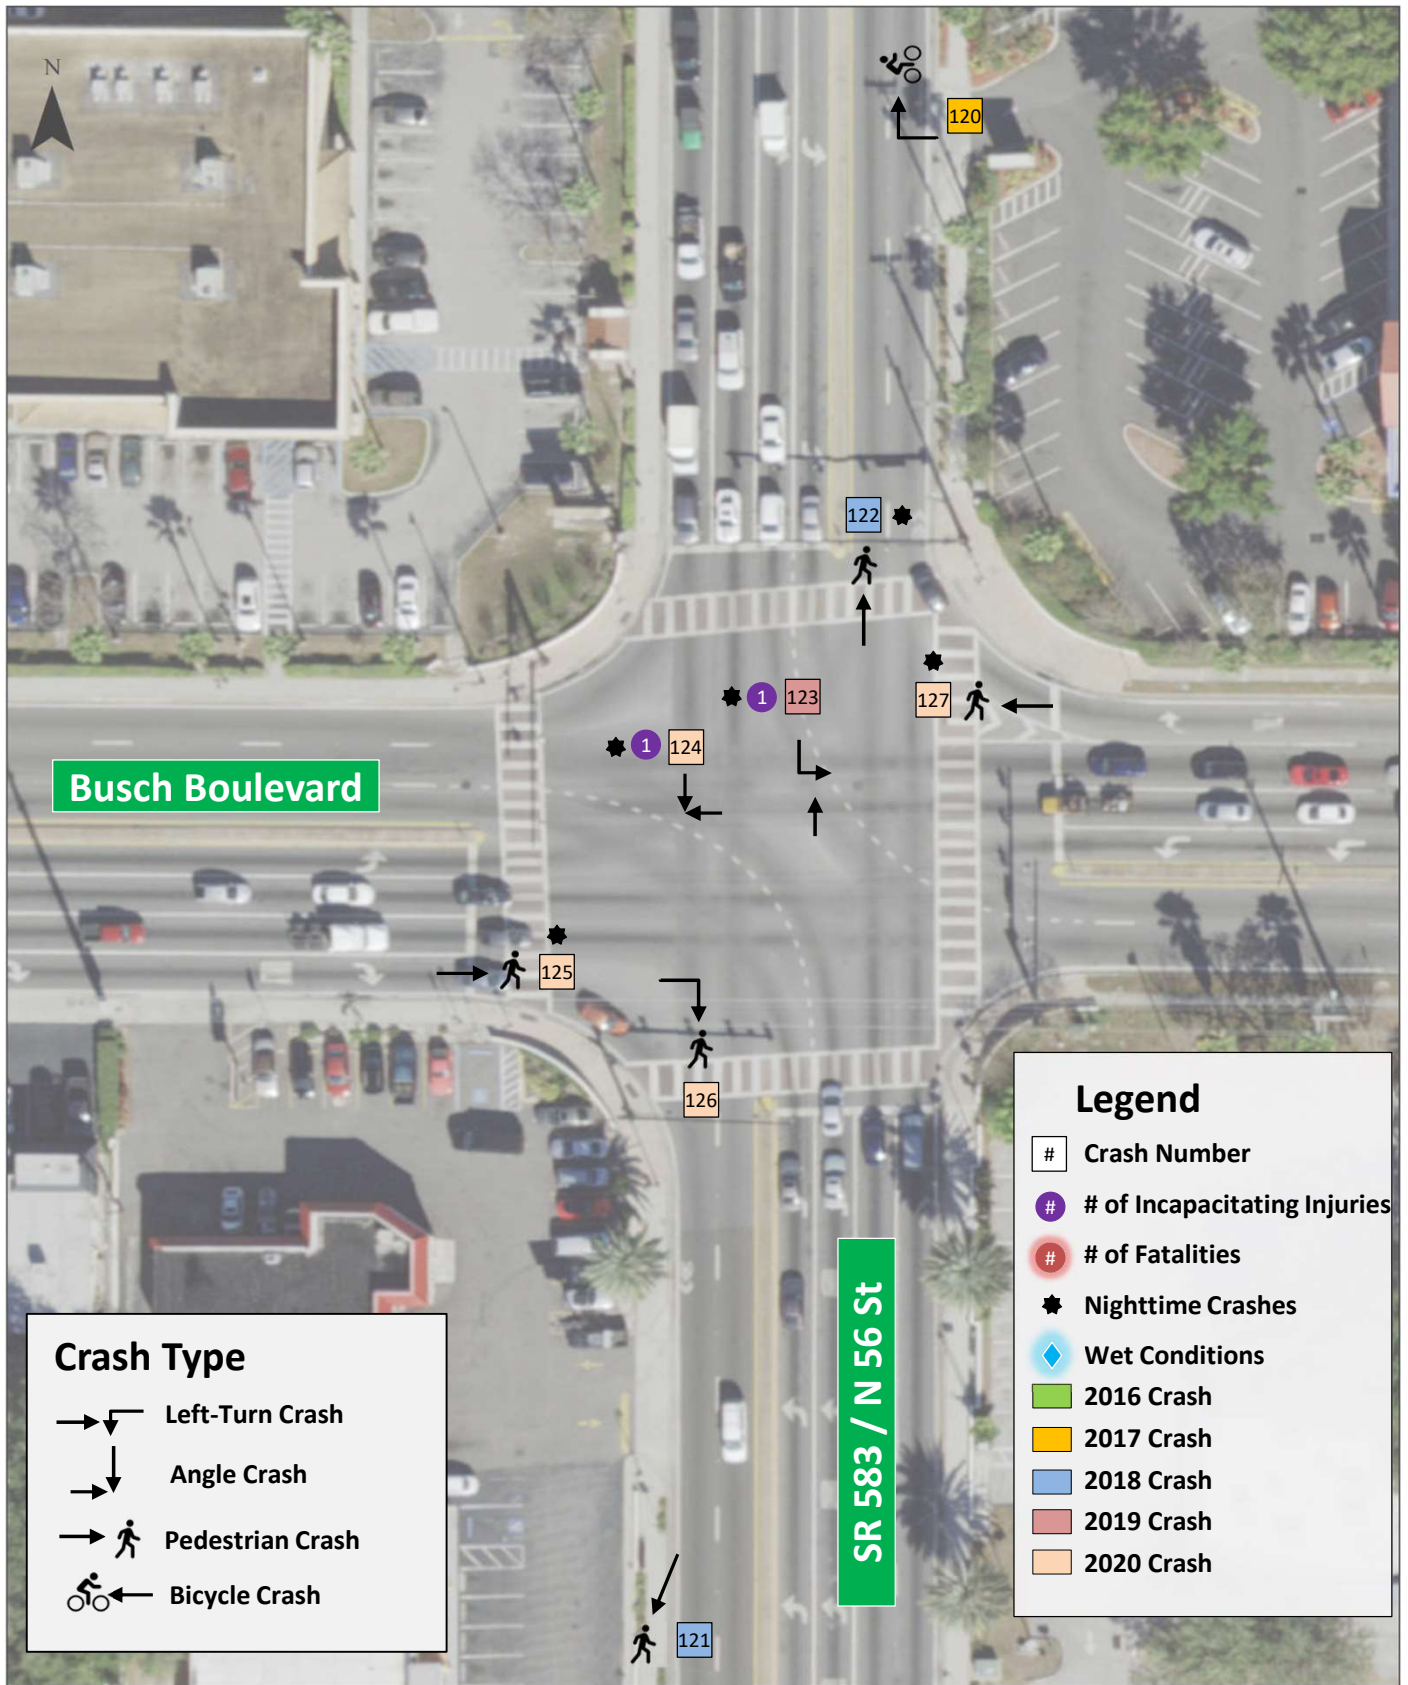 N
120
122
127
1
123
1
124
Busch Boulevard
125
126
121
SR 583 / N 56 St
Legend
# Crash Number
# # of Incapacitating Injuries
# # of Fatalities
Nighttime Crashes
Wet Conditions
2016 Crash
2017 Crash
2018 Crash
2019 Crash
2020 Crash
Crash Type
Left-Turn Crash
Angle Crash
Pedestrian Crash
Bicycle Crash